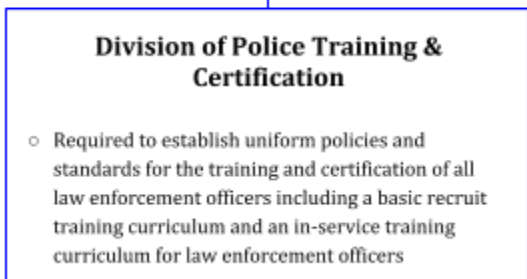 Division of Police Training &
Certification
○ Required to establish uniform policies and
standards for the training and certification of all
law enforcement officers including a basic recruit
training curriculum and an in-service training
curriculum for law enforcement officers